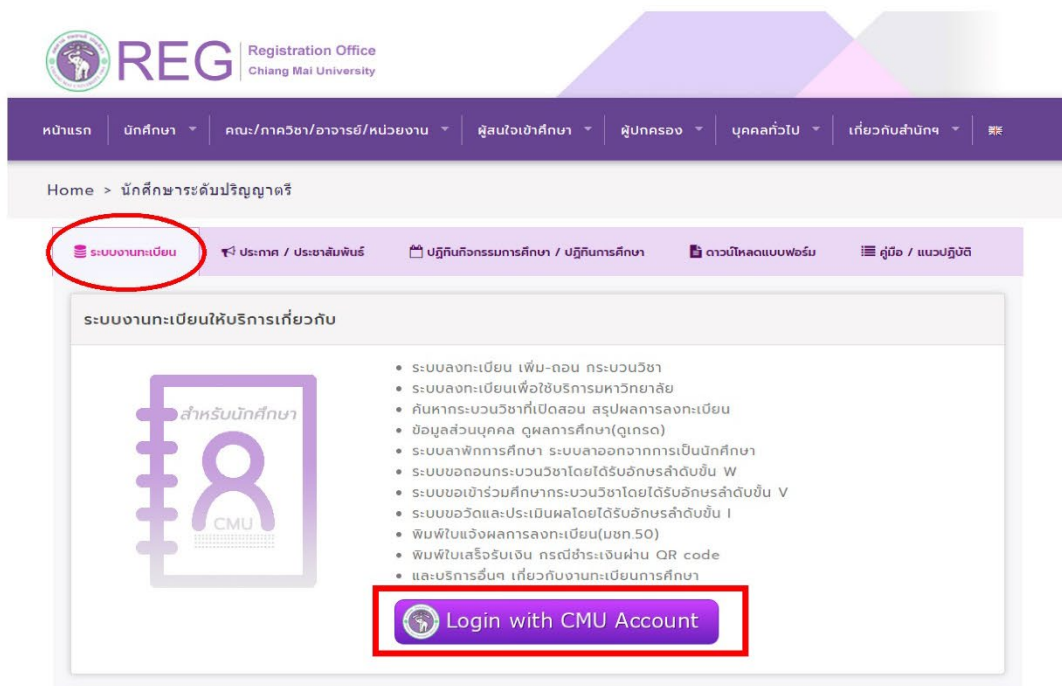 REG
Registration Office
Chiang Mai University
หน้าแรก นักศึกษา คณะ/ภาควิชา/อาจารย์/หน่วยงาน ผู้สนใจเข้าศึกษา ผู้ปกครอง บุคคลทั่วไป เกี่ยวกับสำนักฯ
Home > นักศึกษาระดับปริญญาตรี
ระบบงานทะเบียน ประกาศ / ประชาสัมพันธ์ ปฏิทินกิจกรรมการศึกษา / ปฏิทินการศึกษา ดาวน์โหลดแบบฟอร์ม คู่มือ / แนวปฏิบัติ
ระบบงานทะเบียนให้บริการเกี่ยวกับ
สำหรับนักศึกษา
CMU
• ระบบลงทะเบียน เพิ่ม-ถอน กระบวนวิชา
• ระบบลงทะเบียนเพื่อใช้บริการมหาวิทยาลัย
• ค้นหากระบวนวิชาที่เปิดสอน สรุปผลการลงทะเบียน
• ข้อมูลส่วนบุคคล ดูผลการศึกษา(ดูเกรด)
• ระบบลาพักการศึกษา ระบบลาออกจากการเป็นนักศึกษา
• ระบบขอถอนกระบวนวิชาโดยได้รับอักษรลำดับขั้น W
• ระบบขอเข้าร่วมศึกษากระบวนวิชาโดยได้รับอักษรลำดับขั้น V
• ระบบขอวัดและประเมินผลโดยได้รับอักษรลำดับขั้น I
• พิมพ์ใบแจ้งผลการลงทะเบียน(มชท.50)
• พิมพ์ใบเสร็จรับเงิน กรณีชำระเงินผ่าน QR code
• และบริการอื่นๆ เกี่ยวกับงานทะเบียนการศึกษา
Login with CMU Account